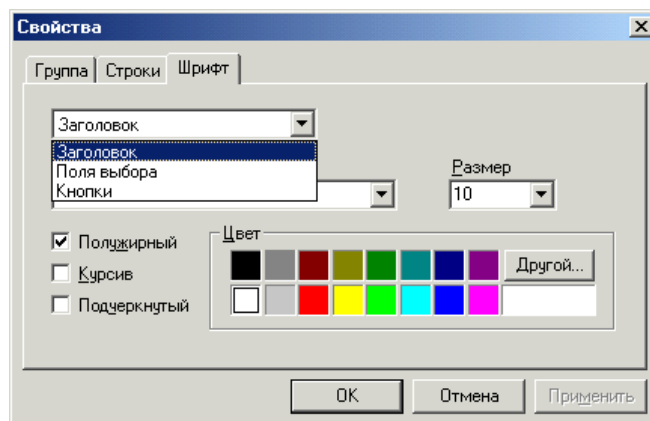 Свойства
Группа Строки Шрифт
Заголовок
Заголовок
Поля выбора
Кнопки
Размер
10
Полужирный
Курсив
Подчеркнутый
Цвет
Другой...
OK Отмена Применить